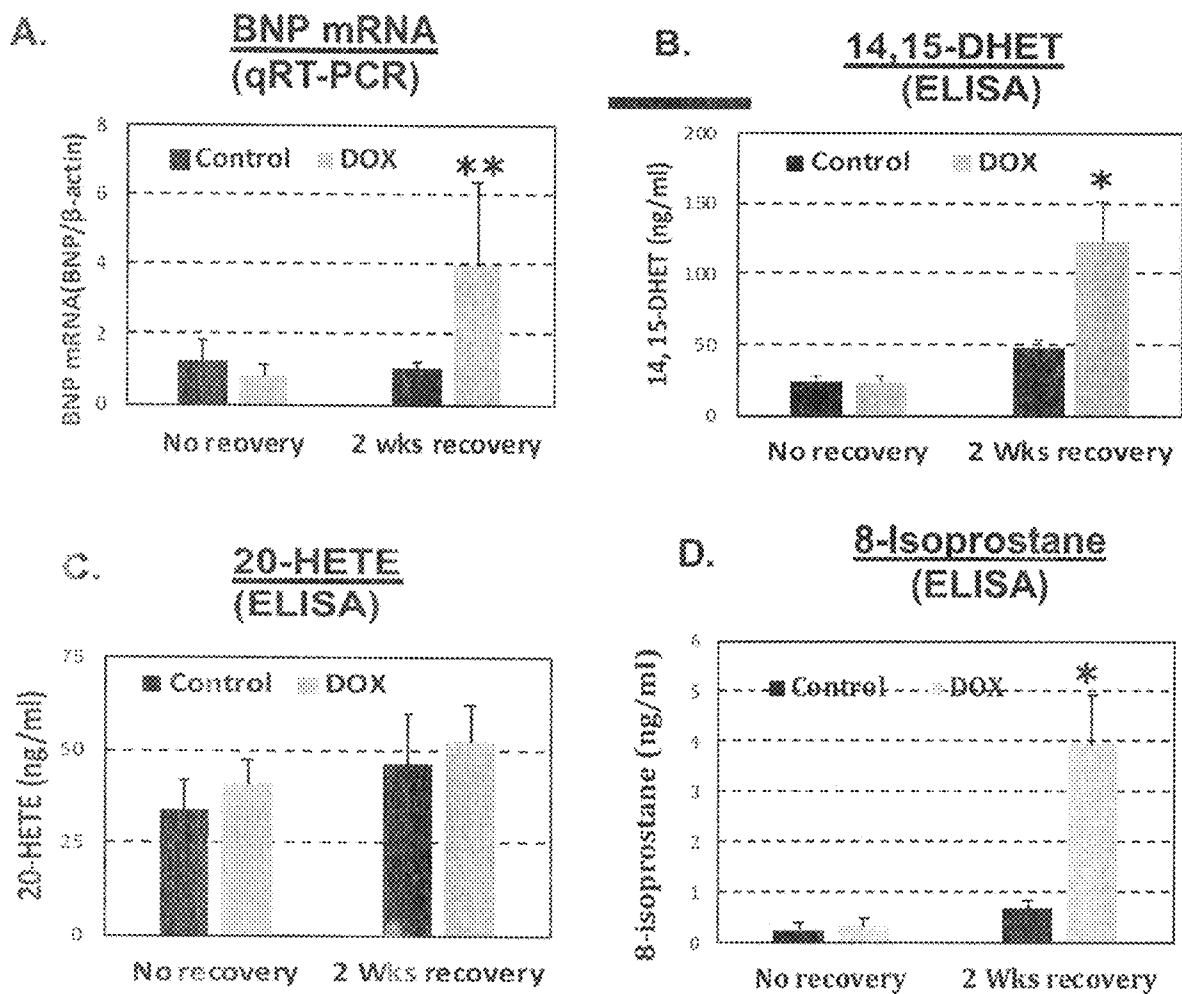 A.
BNP mRNA
(qRT-PCR)
BNP mRNA(BNP/β-actin)
8
6
4
2
0
Control DOX
**
No reovery 2 wks recovery
B.
14,15-DHET
(ELISA)
14,15-DHET (ng/ml)
200
150
100
50
0
Control DOX
*
No recovery 2 Wks recovery
C.
20-HETE
(ELISA)
20-HETE (ng/ml)
75
50
25
0
Control DOX
No recovery 2 Wks recovery
D.
8-Isoprostane
(ELISA)
8-isoprostane (ng/ml)
6
5
4
3
2
1
0
Control DOX
*
No recovery 2 Wks recovery